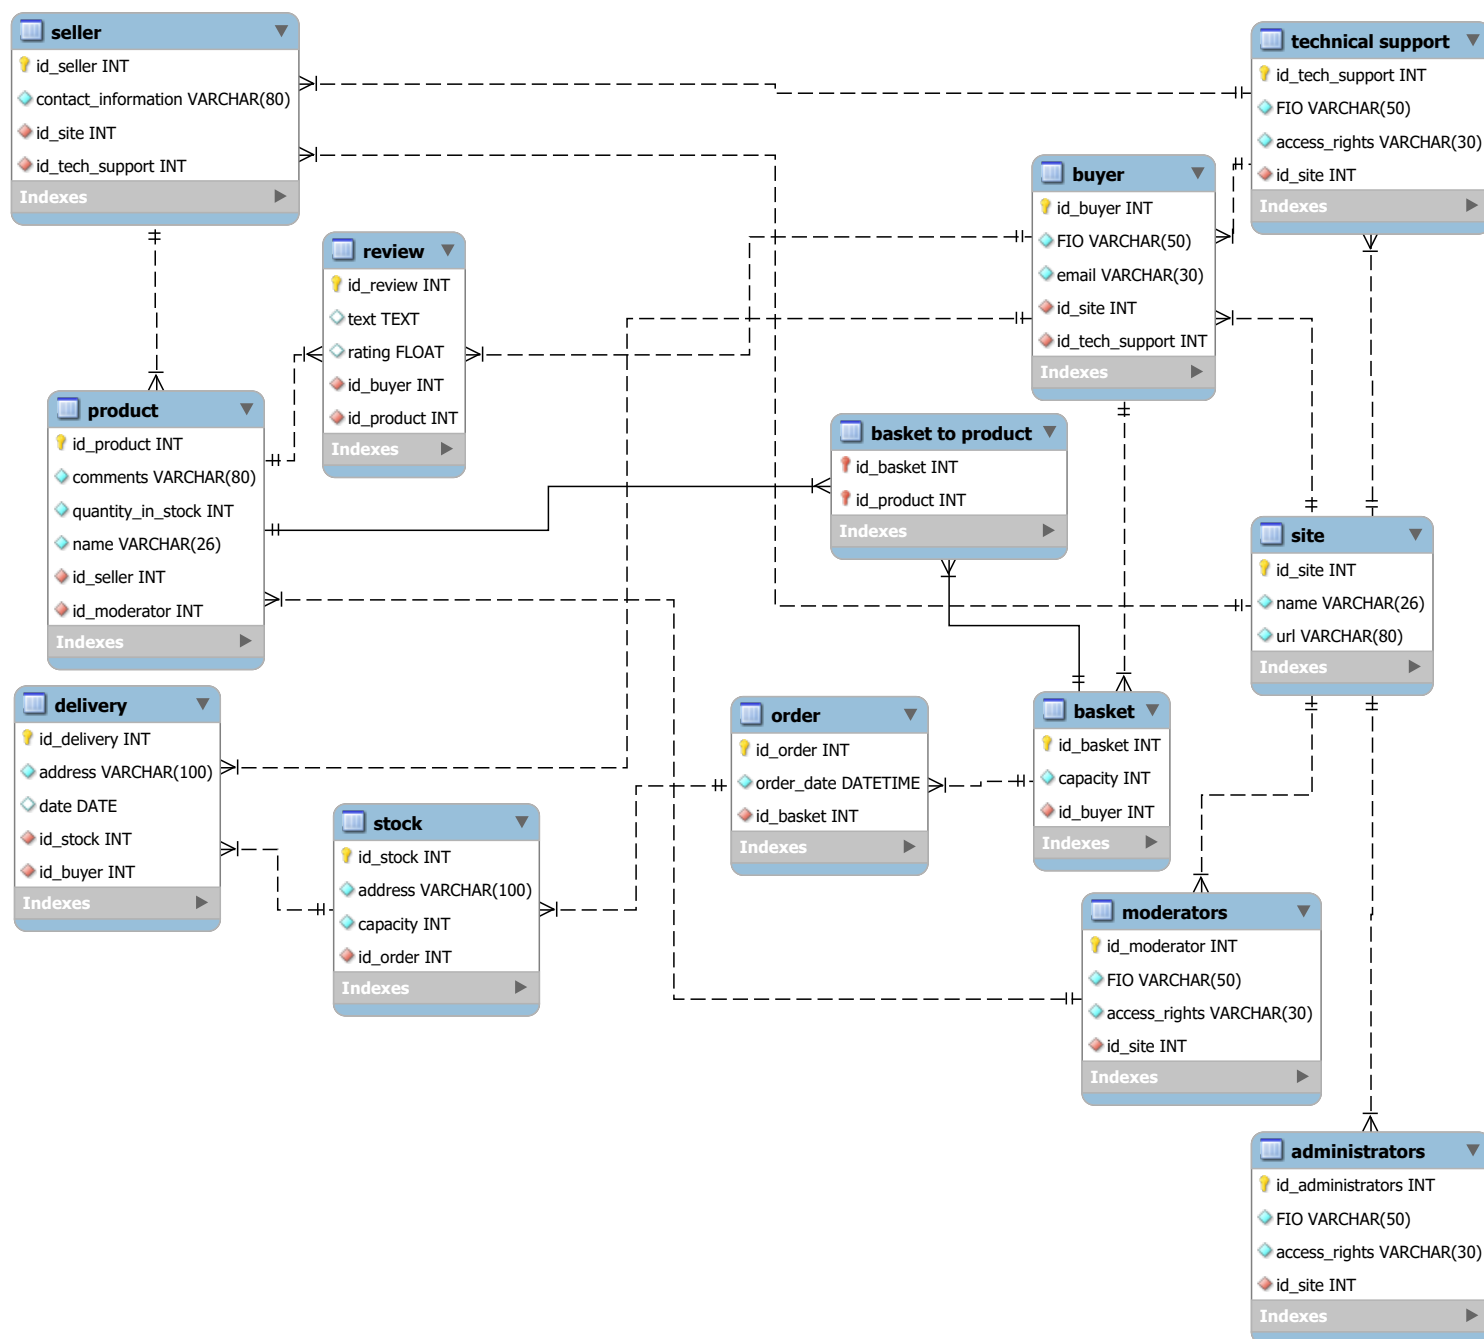 seller
id_seller INT
contact_information VARCHAR(80)
id_site INT
id_tech_support INT
Indexes
technical support
id_tech_support INT
FIO VARCHAR(50)
access_rights VARCHAR(30)
id_site INT
Indexes
buyer
id_buyer INT
FIO VARCHAR(50)
email VARCHAR(30)
id_site INT
id_tech_support INT
Indexes
review
id_review INT
text TEXT
rating FLOAT
id_buyer INT
id_product INT
Indexes
product
id_product INT
comments VARCHAR(80)
quantity_in_stock INT
name VARCHAR(26)
id_seller INT
id_moderator INT
Indexes
basket to product
id_basket INT
id_product INT
Indexes
site
id_site INT
name VARCHAR(26)
url VARCHAR(80)
Indexes
delivery
id_delivery INT
address VARCHAR(100)
date DATE
id_stock INT
id_buyer INT
Indexes
order
id_order INT
order_date DATETIME
id_basket INT
Indexes
basket
id_basket INT
capacity INT
id_buyer INT
Indexes
stock
id_stock INT
address VARCHAR(100)
capacity INT
id_order INT
Indexes
moderators
id_moderator INT
FIO VARCHAR(50)
access_rights VARCHAR(30)
id_site INT
Indexes
administrators
id_administrators INT
FIO VARCHAR(50)
access_rights VARCHAR(30)
id_site INT
Indexes